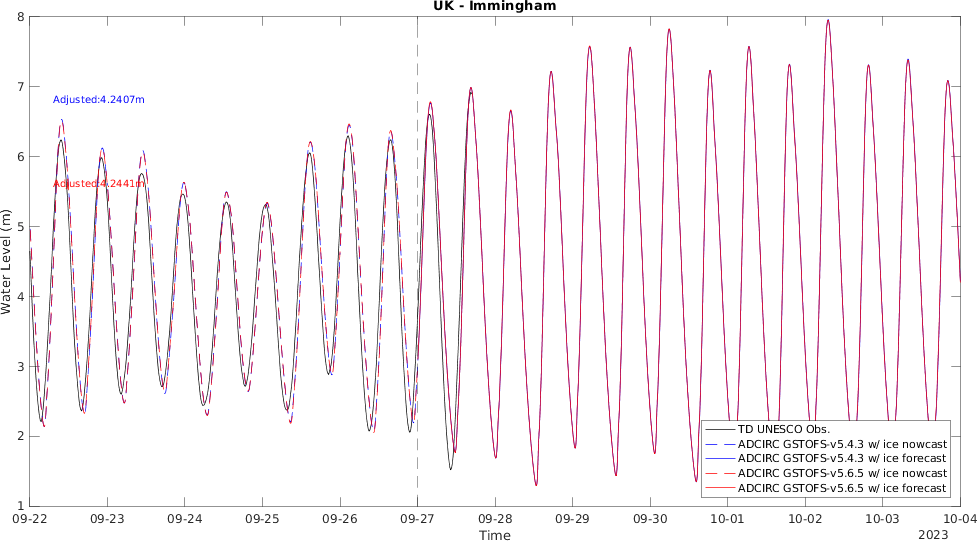 UK - Immingham
8
7
6
5
4
3
2
1
Water Level (m)
Adjusted:4.2407m
Adjusted:4.2441m
TD UNESCO Obs.
ADCIRC GSTOFS-v5.4.3 w/ ice nowcast
ADCIRC GSTOFS-v5.4.3 w/ ice forecast
ADCIRC GSTOFS-v5.6.5 w/ ice nowcast
ADCIRC GSTOFS-v5.6.5 w/ ice forecast
09-22 09-23 09-24 09-25 09-26 09-27 09-28 09-29 09-30 10-01 10-02 10-03 10-04
Time
2023